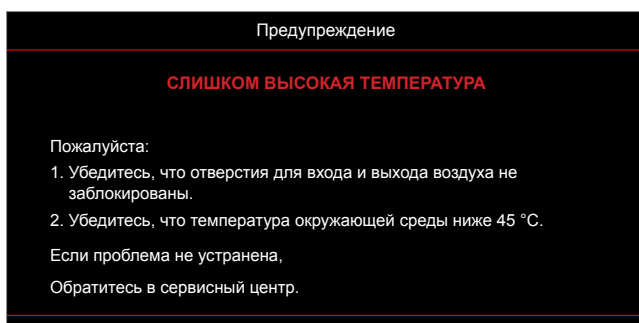 Предупреждение
СЛИШКОМ ВЫСОКАЯ ТЕМПЕРАТУРА
Пожалуйста:
1. Убедитесь, что отверстия для входа и выхода воздуха не
заблокированы.
2. Убедитесь, что температура окружающей среды ниже 45 °C.
Если проблема не устранена,
Обратитесь в сервисный центр.